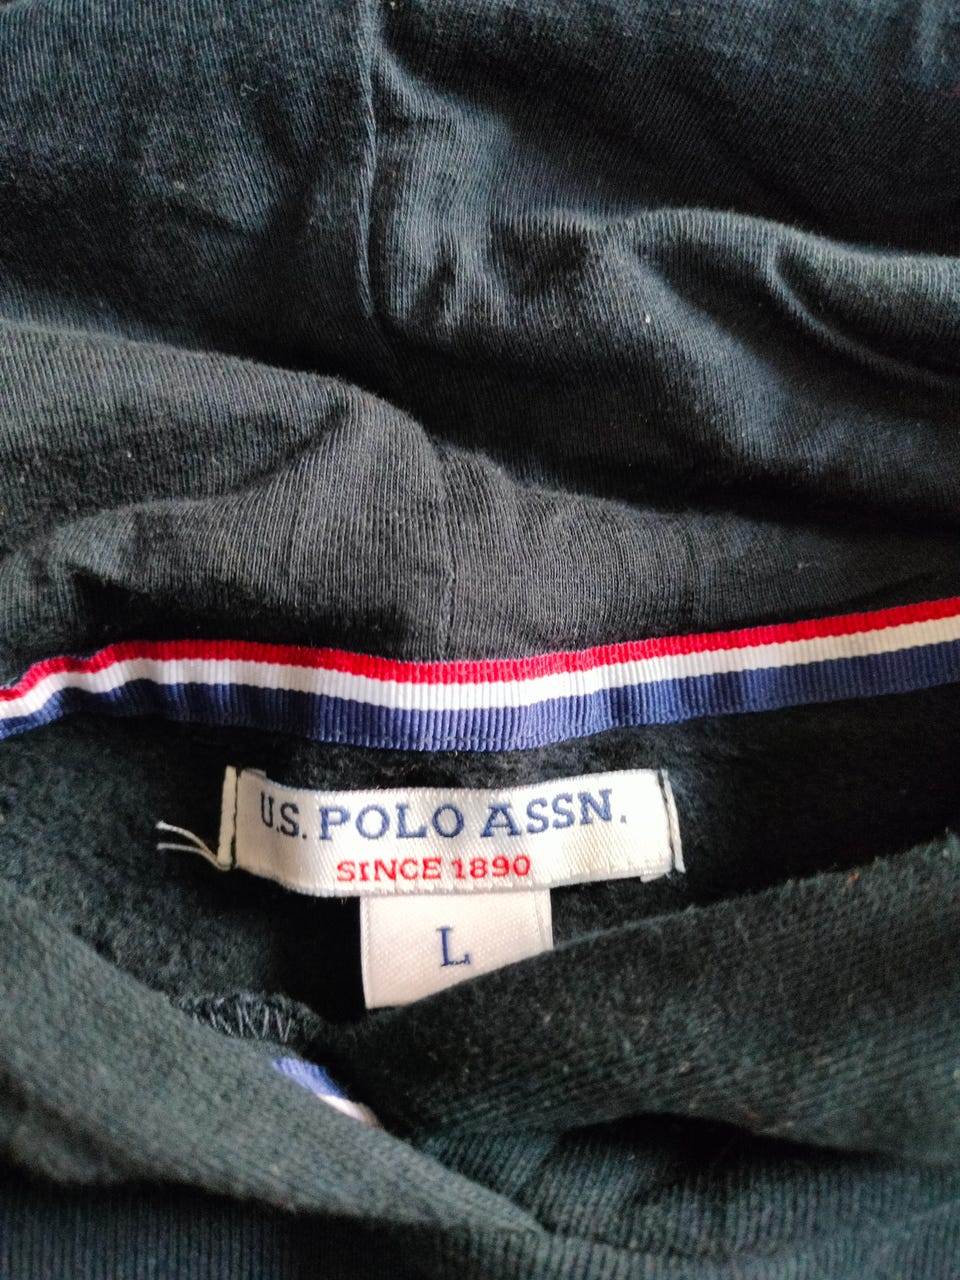 U.S. POLO ASSN.
SINCE 1890
L